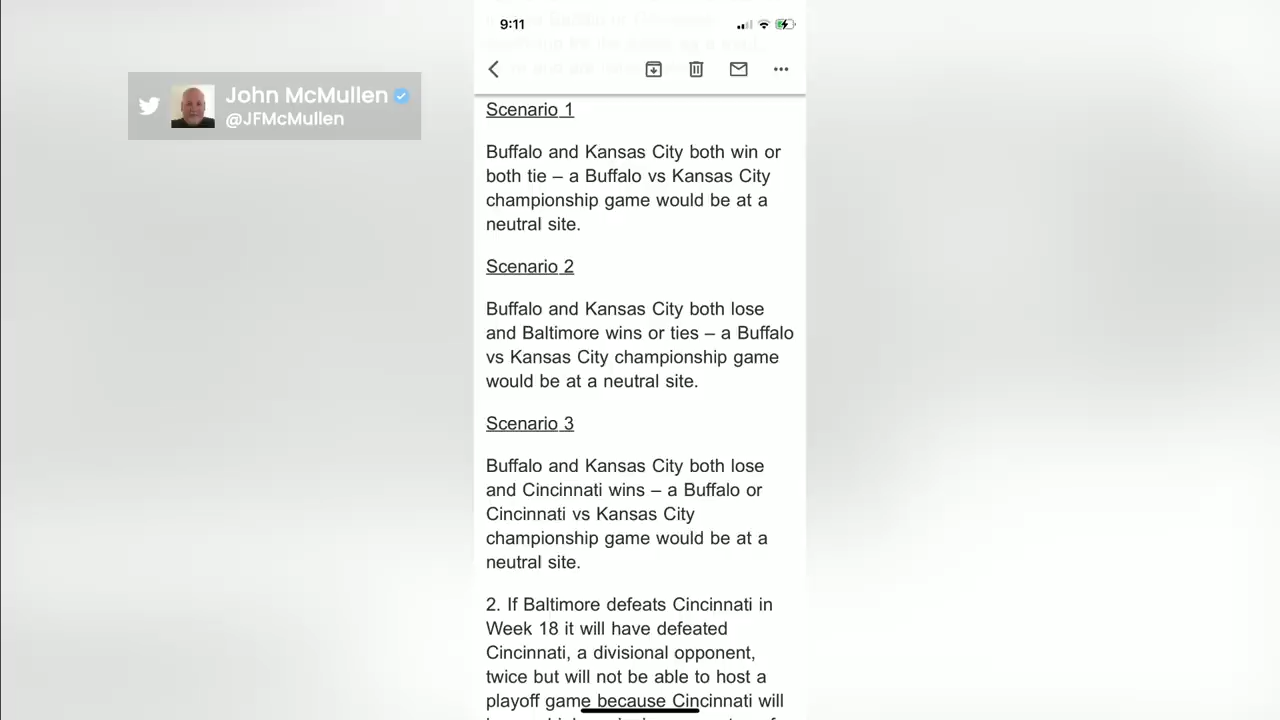 9:11
John McMullen
@JFMcMullen
Scenario 1
Buffalo and Kansas City both win or
both tie – a Buffalo vs Kansas City
championship game would be at a
neutral site.
Scenario 2
Buffalo and Kansas City both lose
and Baltimore wins or ties – a Buffalo
vs Kansas City championship game
would be at a neutral site.
Scenario 3
Buffalo and Kansas City both lose
and Cincinnati wins – a Buffalo or
Cincinnati vs Kansas City
championship game would be at a
neutral site.
2. If Baltimore defeats Cincinnati in
Week 18 it will have defeated
Cincinnati, a divisional opponent,
twice but will not be able to host a
playoff game because Cincinnati will